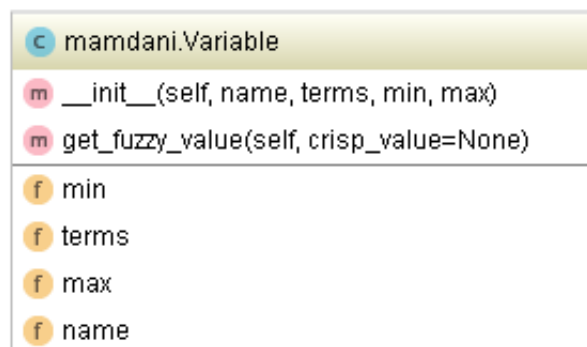 c mamdani.Variable
m __init__(self, name, terms, min, max)
m get_fuzzy_value(self, crisp_value=None)
f min
f terms
f max
f name